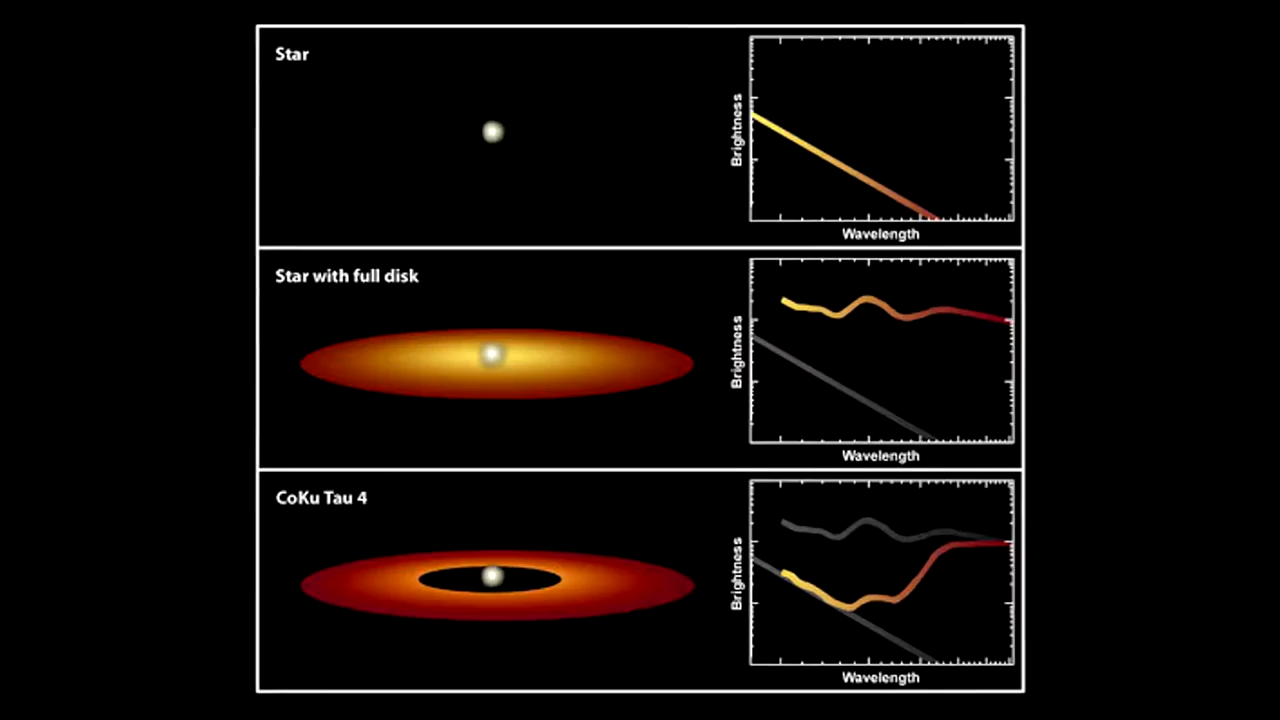 Star
Brightness
Wavelength
Star with full disk
Brightness
Wavelength
CoKu Tau 4
Brightness
Wavelength